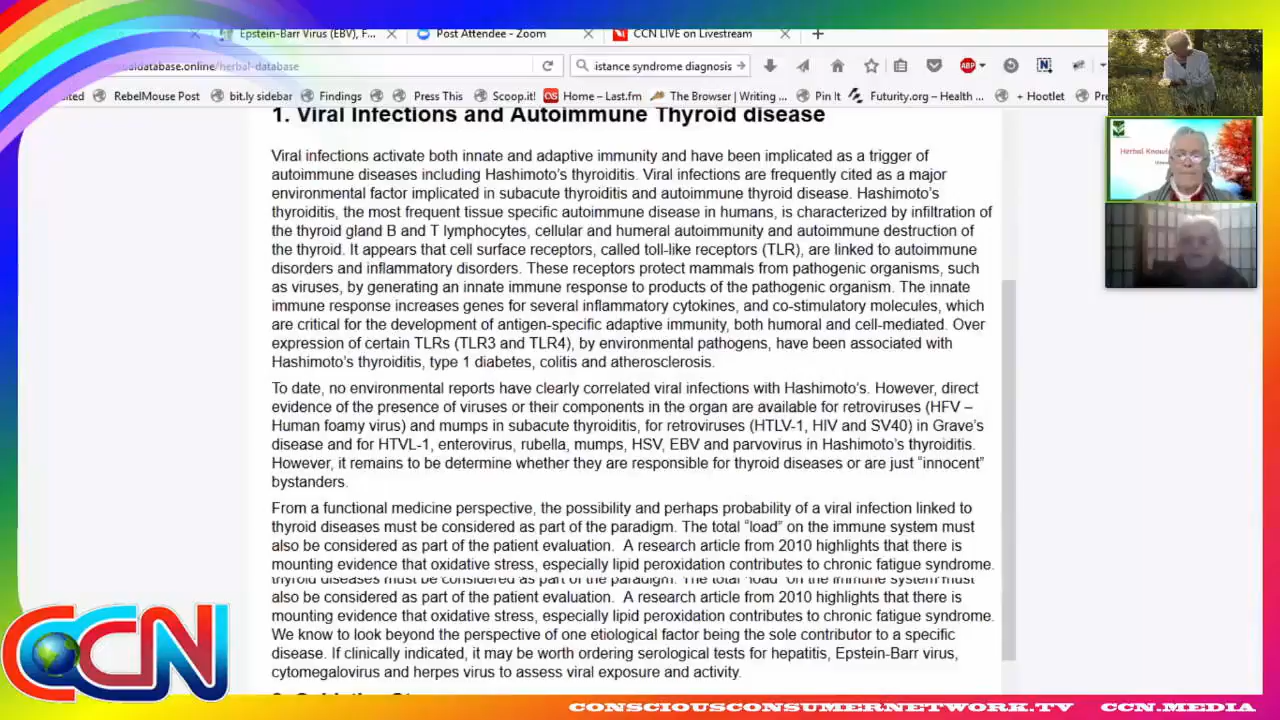 Epstein-Barr Virus (EBV), F...
Post Attendee - Zoom
CCN LIVE on Livestream
database.online/herbal-database
istance syndrome diagnosis
RebelMouse Post
bit.ly sidebar
Findings
Press This
Scoop.it!
Home – Last.fm
The Browser | Writing ...
Pin It
Futurity.org – Health ...
+ Hootlet
1. Viral Infections and Autoimmune Thyroid disease
Viral infections activate both innate and adaptive immunity and have been implicated as a trigger of
autoimmune diseases including Hashimoto's thyroiditis. Viral infections are frequently cited as a major
environmental factor implicated in subacute thyroiditis and autoimmune thyroid disease. Hashimoto's
thyroiditis, the most frequent tissue specific autoimmune disease in humans, is characterized by infiltration of
the thyroid gland B and T lymphocytes, cellular and humeral autoimmunity and autoimmune destruction of
the thyroid. It appears that cell surface receptors, called toll-like receptors (TLR), are linked to autoimmune
disorders and inflammatory disorders. These receptors protect mammals from pathogenic organisms, such
as viruses, by generating an innate immune response to products of the pathogenic organism. The innate
immune response increases genes for several inflammatory cytokines, and co-stimulatory molecules, which
are critical for the development of antigen-specific adaptive immunity, both humoral and cell-mediated. Over
expression of certain TLRs (TLR3 and TLR4), by environmental pathogens, have been associated with
Hashimoto's thyroiditis, type 1 diabetes, colitis and atherosclerosis.
To date, no environmental reports have clearly correlated viral infections with Hashimoto's. However, direct
evidence of the presence of viruses or their components in the organ are available for retroviruses (HFV –
Human foamy virus) and mumps in subacute thyroiditis, for retroviruses (HTLV-1, HIV and SV40) in Grave's
disease and for HTVL-1, enterovirus, rubella, mumps, HSV, EBV and parvovirus in Hashimoto's thyroiditis.
However, it remains to be determine whether they are responsible for thyroid diseases or are just "innocent"
bystanders.
From a functional medicine perspective, the possibility and perhaps probability of a viral infection linked to
thyroid diseases must be considered as part of the paradigm. The total "load" on the immune system must
also be considered as part of the patient evaluation. A research article from 2010 highlights that there is
mounting evidence that oxidative stress, especially lipid peroxidation contributes to chronic fatigue syndrome.
thyroid diseases must be considered as part of the paradigm. The total "load" on the immune system must
also be considered as part of the patient evaluation. A research article from 2010 highlights that there is
mounting evidence that oxidative stress, especially lipid peroxidation contributes to chronic fatigue syndrome.
We know to look beyond the perspective of one etiological factor being the sole contributor to a specific
disease. If clinically indicated, it may be worth ordering serological tests for hepatitis, Epstein-Barr virus,
cytomegalovirus and herpes virus to assess viral exposure and activity.
CCN
CONSCIOUSCONSUMERNETWORK.TV CCN.MEDIA